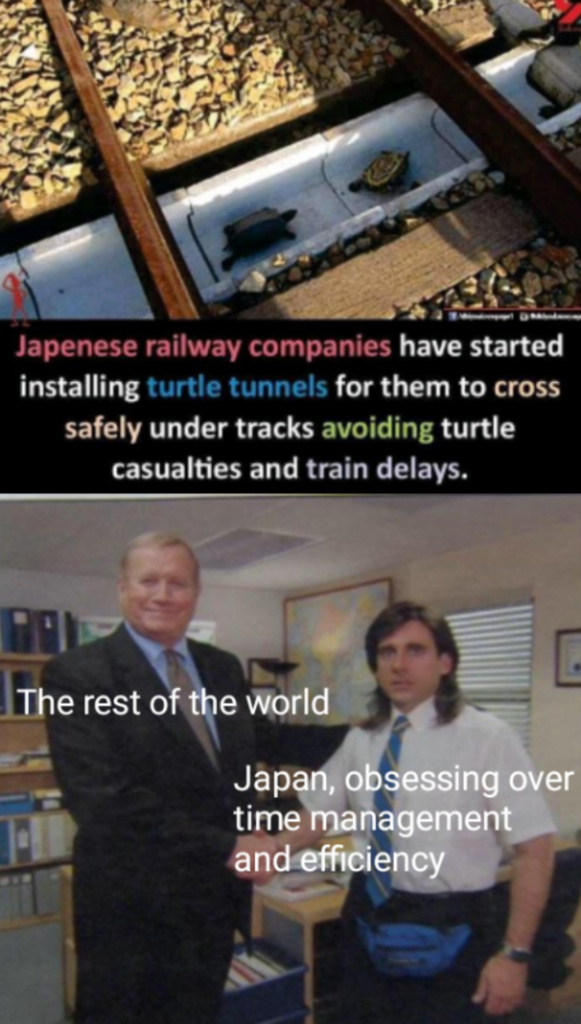 Japenese railway companies have started
installing turtle tunnels for them to cross
safely under tracks avoiding turtle
casualties and train delays.
The rest of the world
Japan, obsessing over
time management
and efficiency